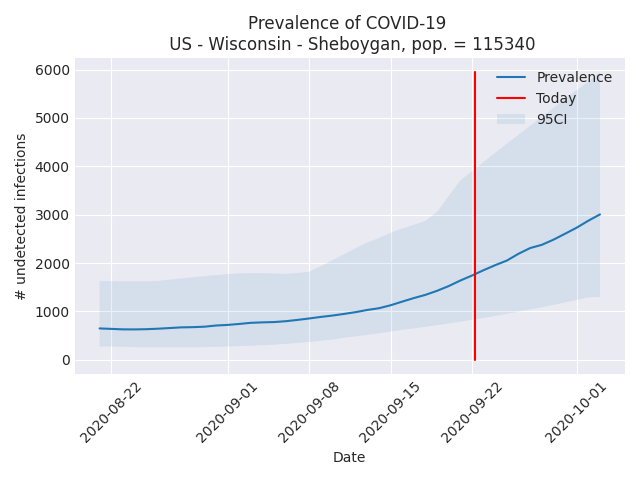 Prevalence of COVID-19
US - Wisconsin - Sheboygan, pop. = 115340
Prevalence
Today
95CI
6000
5000
4000
3000
2000
1000
0
# undetected infections
2020-08-22
2020-09-01
2020-09-08
2020-09-15
2020-09-22
2020-10-01
Date